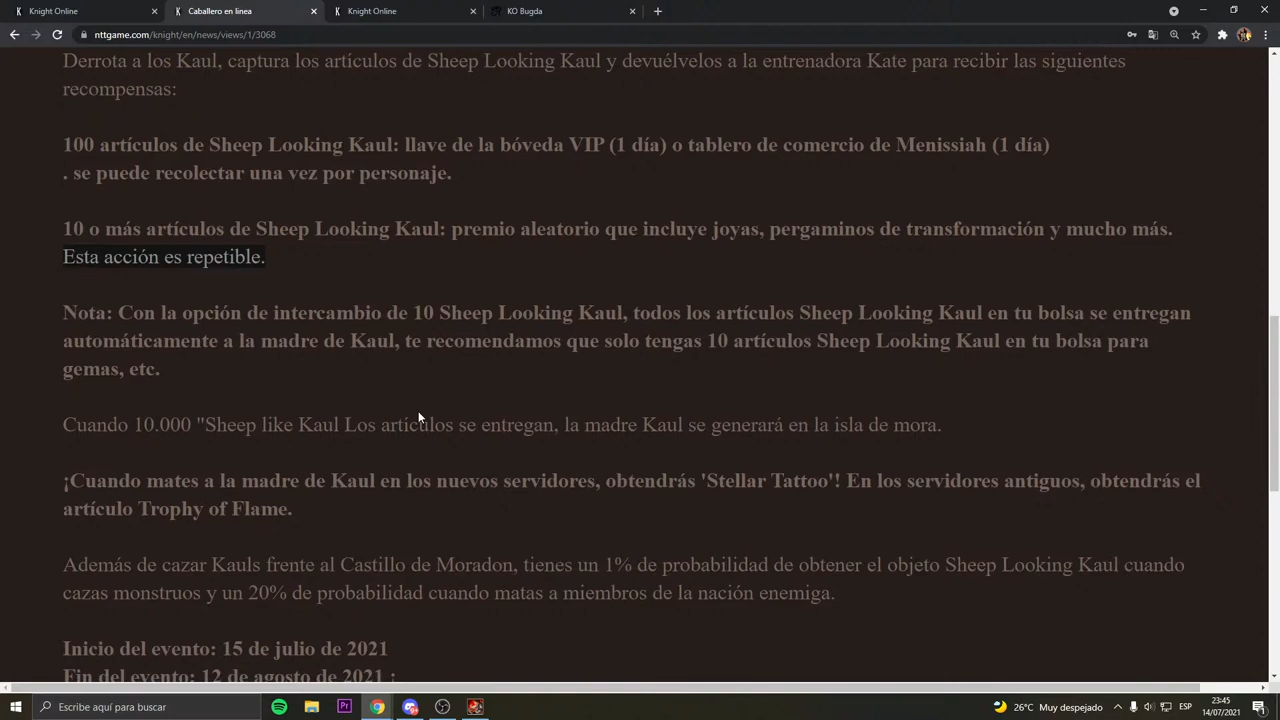 Knight Online
Caballero en linea
Knight Online
KO Bugda
nttgame.com/knight/en/news/views/1/3068
Derrota a los Kaul, captura los artículos de Sheep Looking Kaul y devuélvelos a la entrenadora Kate para recibir las siguientes
recompensas:
100 artículos de Sheep Looking Kaul: llave de la bóveda VIP (1 día) o tablero de comercio de Menissiah (1 día)
. se puede recolectar una vez por personaje.
10 o más artículos de Sheep Looking Kaul: premio aleatorio que incluye joyas, pergaminos de transformación y mucho más.
Esta acción es repetible.
Nota: Con la opción de intercambio de 10 Sheep Looking Kaul, todos los artículos Sheep Looking Kaul en tu bolsa se entregan
automáticamente a la madre de Kaul, te recomendamos que solo tengas 10 artículos Sheep Looking Kaul en tu bolsa para
gemas, etc.
Cuando 10.000 "Sheep like Kaul Los artículos se entregan, la madre Kaul se generará en la isla de mora.
¡Cuando mates a la madre de Kaul en los nuevos servidores, obtendrás 'Stellar Tattoo'! En los servidores antiguos, obtendrás el
artículo Trophy of Flame.
Además de cazar Kauls frente al Castillo de Moradon, tienes un 1% de probabilidad de obtener el objeto Sheep Looking Kaul cuando
cazas monstruos y un 20% de probabilidad cuando matas a miembros de la nación enemiga.
Inicio del evento: 15 de julio de 2021
Fin del evento: 12 de agosto de 2021 :
Escribe aquí para buscar
Pr
26°C Muy despejado
ESP
23:45
14/07/2021